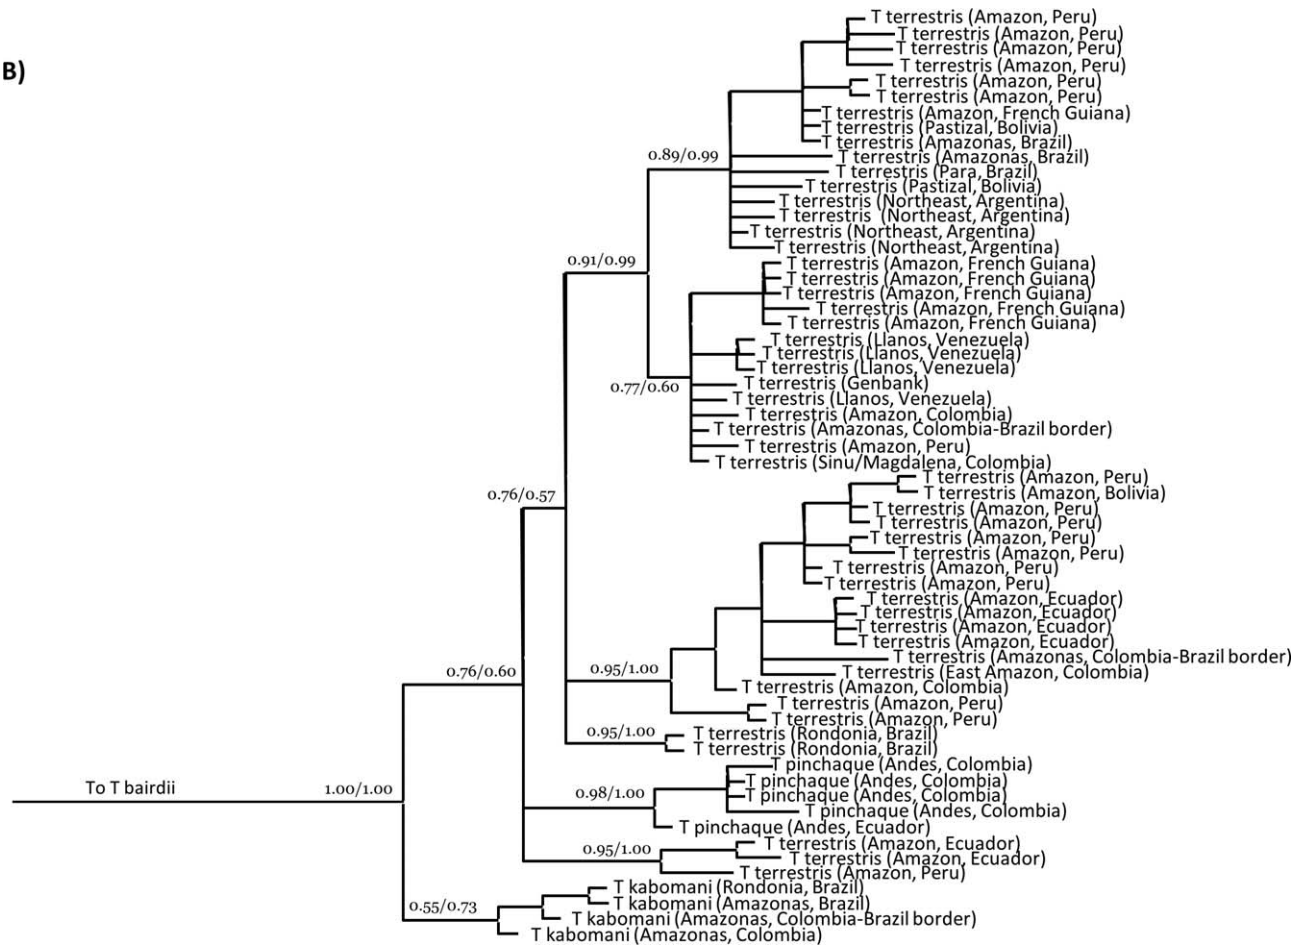 B)
T terrestris (Amazon, Peru)
T terrestris (Amazon, Peru)
T terrestris (Amazon, Peru)
T terrestris (Amazon, Peru)
T terrestris (Amazon, Peru)
T terrestris (Amazon, Peru)
T terrestris (Amazon, French Guiana)
T terrestris (Pastizal, Bolivia)
T terrestris (Amazonas, Brazil)
0.89/0.99
T terrestris (Amazonas, Brazil)
T terrestris (Para, Brazil)
T terrestris (Pastizal, Bolivia)
T terrestris (Northeast, Argentina)
T terrestris (Northeast, Argentina)
T terrestris (Northeast, Argentina)
T terrestris (Northeast, Argentina)
0.91/0.99
T terrestris (Amazon, French Guiana)
T terrestris (Amazon, French Guiana)
T terrestris (Amazon, French Guiana)
T terrestris (Amazon, French Guiana)
T terrestris (Amazon, French Guiana)
T terrestris (Llanos, Venezuela)
T terrestris (Llanos, Venezuela)
T terrestris (Llanos, Venezuela)
0.77/0.60
T terrestris (Genbank)
T terrestris (Llanos, Venezuela)
T terrestris (Amazon, Colombia)
T terrestris (Amazonas, Colombia-Brazil border)
T terrestris (Amazon, Peru)
T terrestris (Sinu/Magdalena, Colombia)
T terrestris (Amazon, Peru)
0.76/0.57
T terrestris (Amazon, Bolivia)
T terrestris (Amazon, Peru)
T terrestris (Amazon, Peru)
T terrestris (Amazon, Peru)
T terrestris (Amazon, Peru)
T terrestris (Amazon, Peru)
T terrestris (Amazon, Peru)
T terrestris (Amazon, Ecuador)
T terrestris (Amazon, Ecuador)
T terrestris (Amazon, Ecuador)
T terrestris (Amazon, Ecuador)
T terrestris (Amazonas, Colombia-Brazil border)
0.76/0.60
0.95/1.00
T terrestris (East Amazon, Colombia)
T terrestris (Amazon, Colombia)
T terrestris (Amazon, Peru)
T terrestris (Amazon, Peru)
0.95/1.00
T terrestris (Rondonia, Brazil)
T terrestris (Rondonia, Brazil)
T pinchaque (Andes, Colombia)
T pinchaque (Andes, Colombia)
To T bairdii
1.00/1.00
0.98/1.00
T pinchaque (Andes, Colombia)
T pinchaque (Andes, Colombia)
T pinchaque (Andes, Ecuador)
T terrestris (Amazon, Ecuador)
0.95/1.00
T terrestris (Amazon, Ecuador)
T terrestris (Amazon, Peru)
T kabomani (Rondonia, Brazil)
0.55/0.73
T kabomani (Amazonas, Brazil)
T kabomani (Amazonas, Colombia-Brazil border)
T kabomani (Amazonas, Colombia)